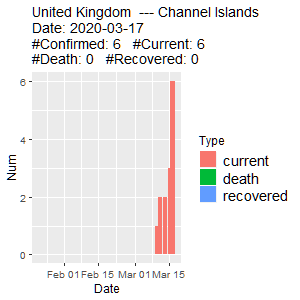 United Kingdom --- Channel Islands
Date: 2020-03-17
#Confirmed: 6 #Current: 6
#Death: 0 #Recovered: 0
6
4
2
0
Num
Feb 01 Feb 15 Mar 01 Mar 15
Date
Type
current
death
recovered